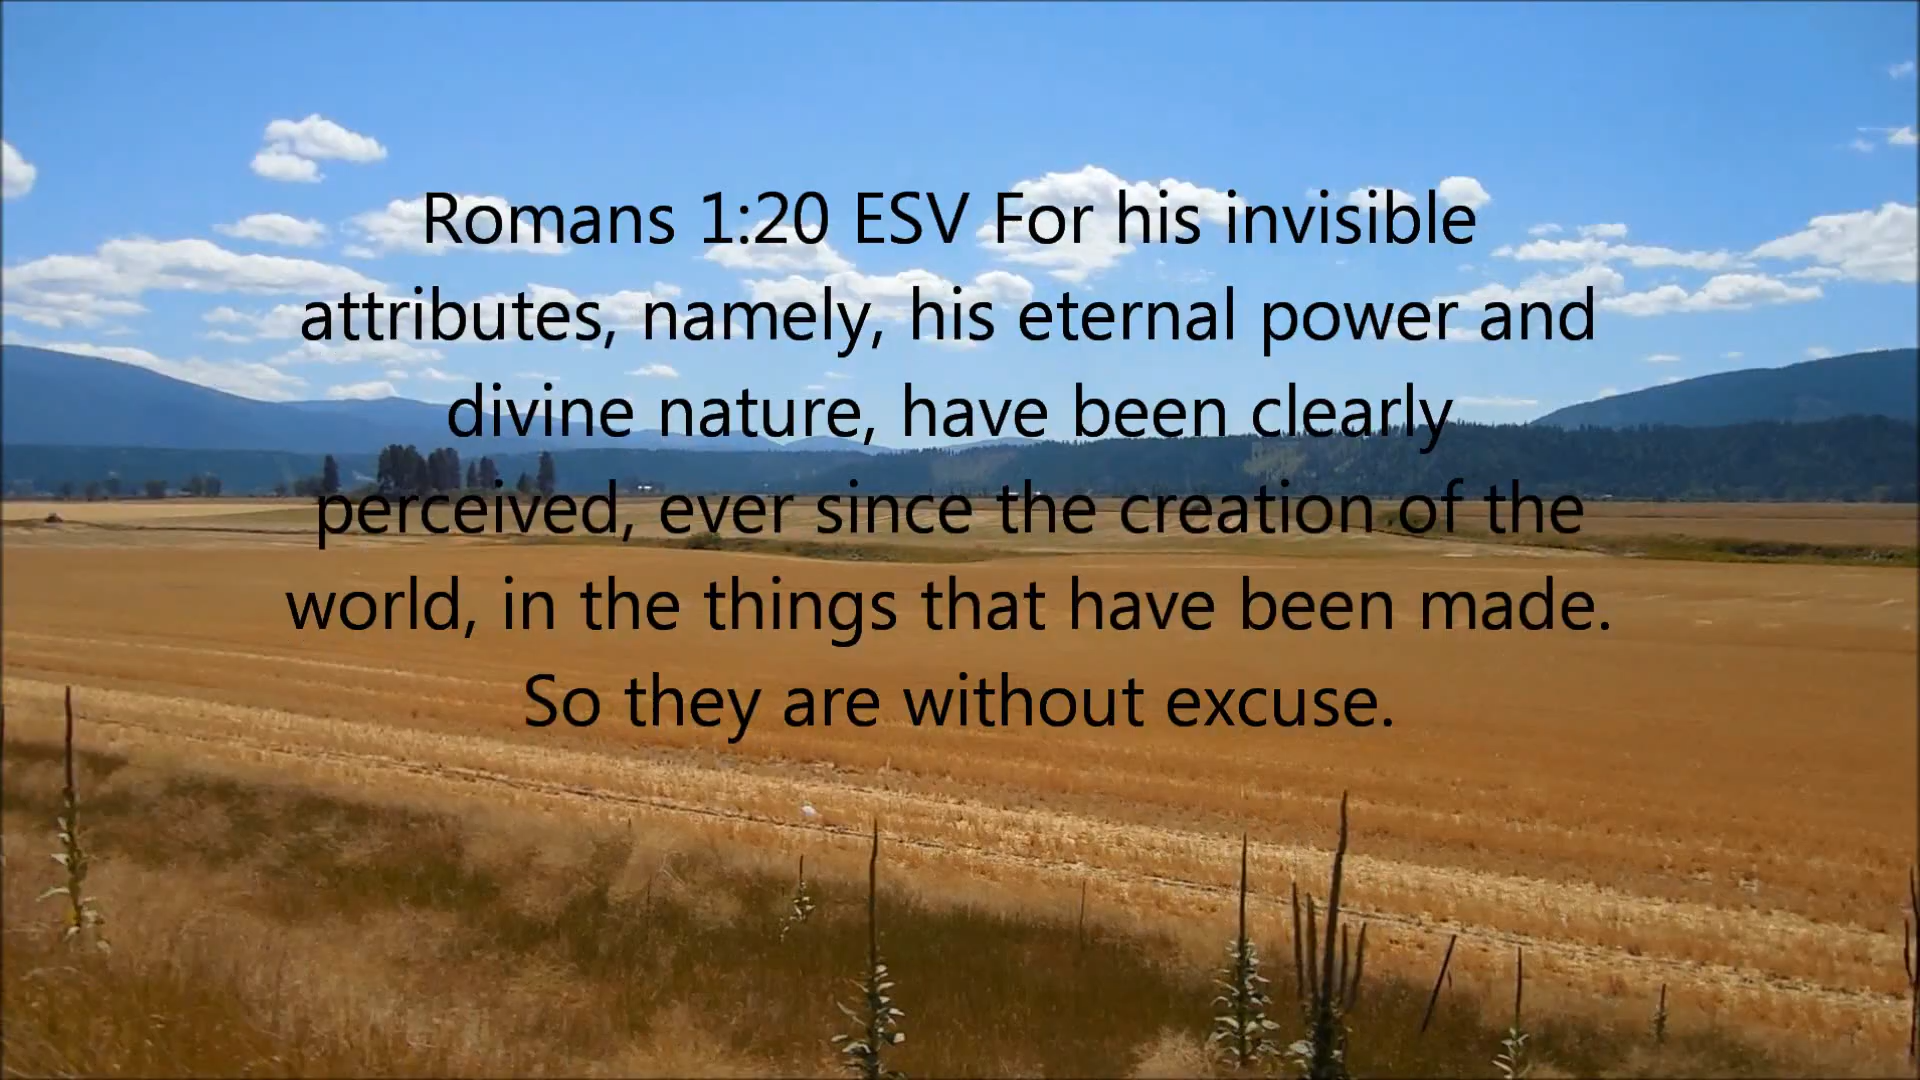 Romans 1:20 ESV For his invisible
attributes, namely, his eternal power and
divine nature, have been clearly
perceived, ever since the creation of the
world, in the things that have been made.
So they are without excuse.